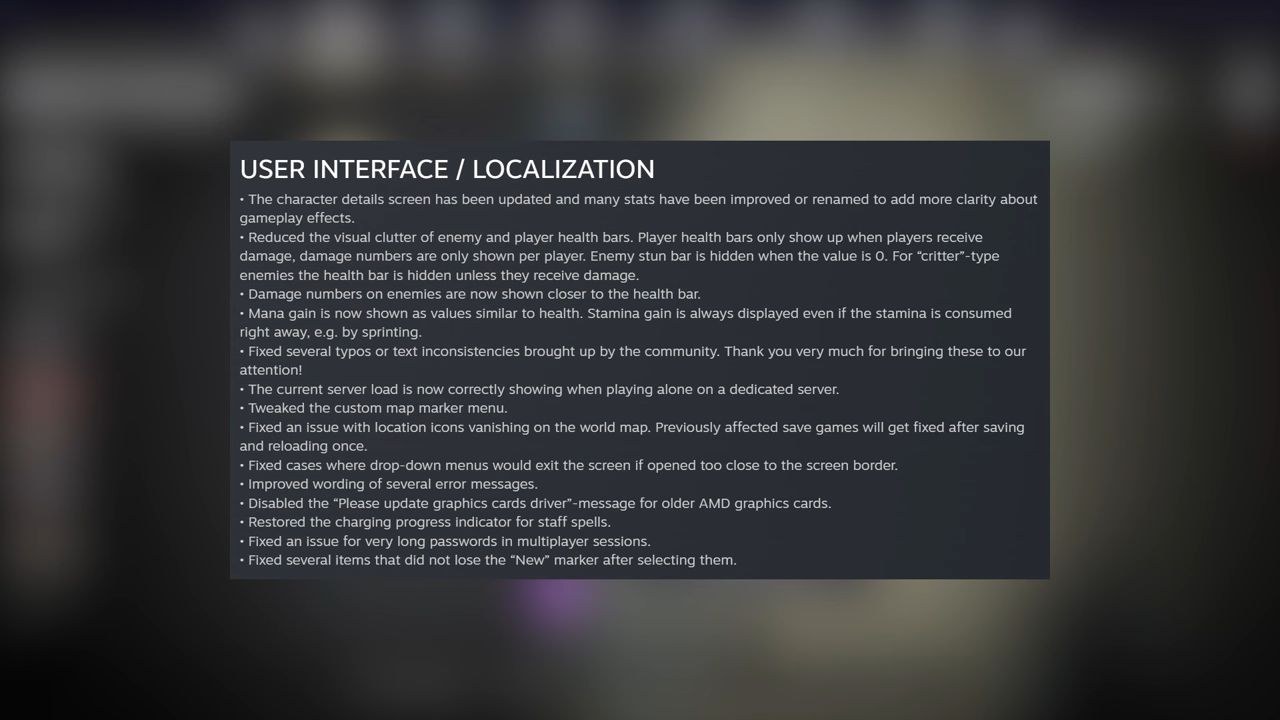 USER INTERFACE / LOCALIZATION
• The character details screen has been updated and many stats have been improved or renamed to add more clarity about
gameplay effects.
• Reduced the visual clutter of enemy and player health bars. Player health bars only show up when players receive
damage, damage numbers are only shown per player. Enemy stun bar is hidden when the value is 0. For “critter”-type
enemies the health bar is hidden unless they receive damage.
• Damage numbers on enemies are now shown closer to the health bar.
• Mana gain is now shown as values similar to health. Stamina gain is always displayed even if the stamina is consumed
right away, e.g. by sprinting.
• Fixed several typos or text inconsistencies brought up by the community. Thank you very much for bringing these to our
attention!
• The current server load is now correctly showing when playing alone on a dedicated server.
• Tweaked the custom map marker menu.
• Fixed an issue with location icons vanishing on the world map. Previously affected save games will get fixed after saving
and reloading once.
• Fixed cases where drop-down menus would exit the screen if opened too close to the screen border.
• Improved wording of several error messages.
• Disabled the “Please update graphics cards driver”-message for older AMD graphics cards.
• Restored the charging progress indicator for staff spells.
• Fixed an issue for very long passwords in multiplayer sessions.
• Fixed several items that did not lose the “New” marker after selecting them.